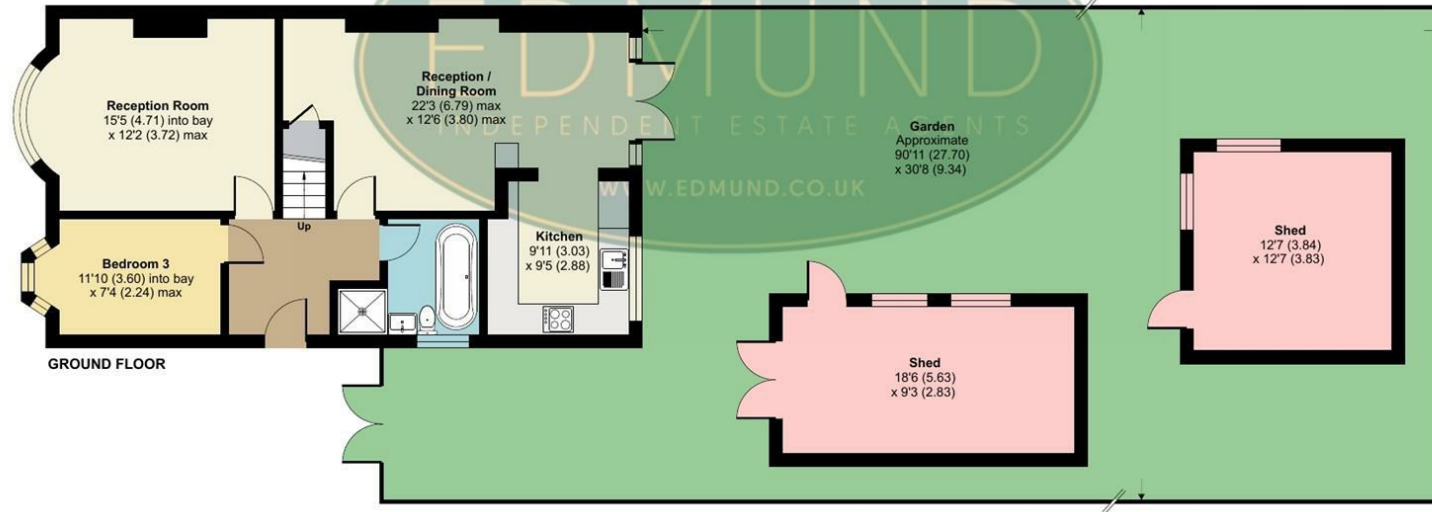 EDMUND
INDEPENDENT ESTATE AGENTS
WWW.EDMUND.CO.UK
Reception Room
15'5 (4.71) into bay
x 12'2 (3.72) max
Reception /
Dining Room
22'3 (6.79) max
x 12'6 (3.80) max
Garden
Approximate
90'11 (27.70)
x 30'8 (9.34)
Up
Bedroom 3
11'10 (3.60) into bay
x 7'4 (2.24) max
Kitchen
9'11 (3.03)
x 9'5 (2.88)
Shed
12'7 (3.84)
x 12'7 (3.83)
Shed
18'6 (5.63)
x 9'3 (2.83)
GROUND FLOOR